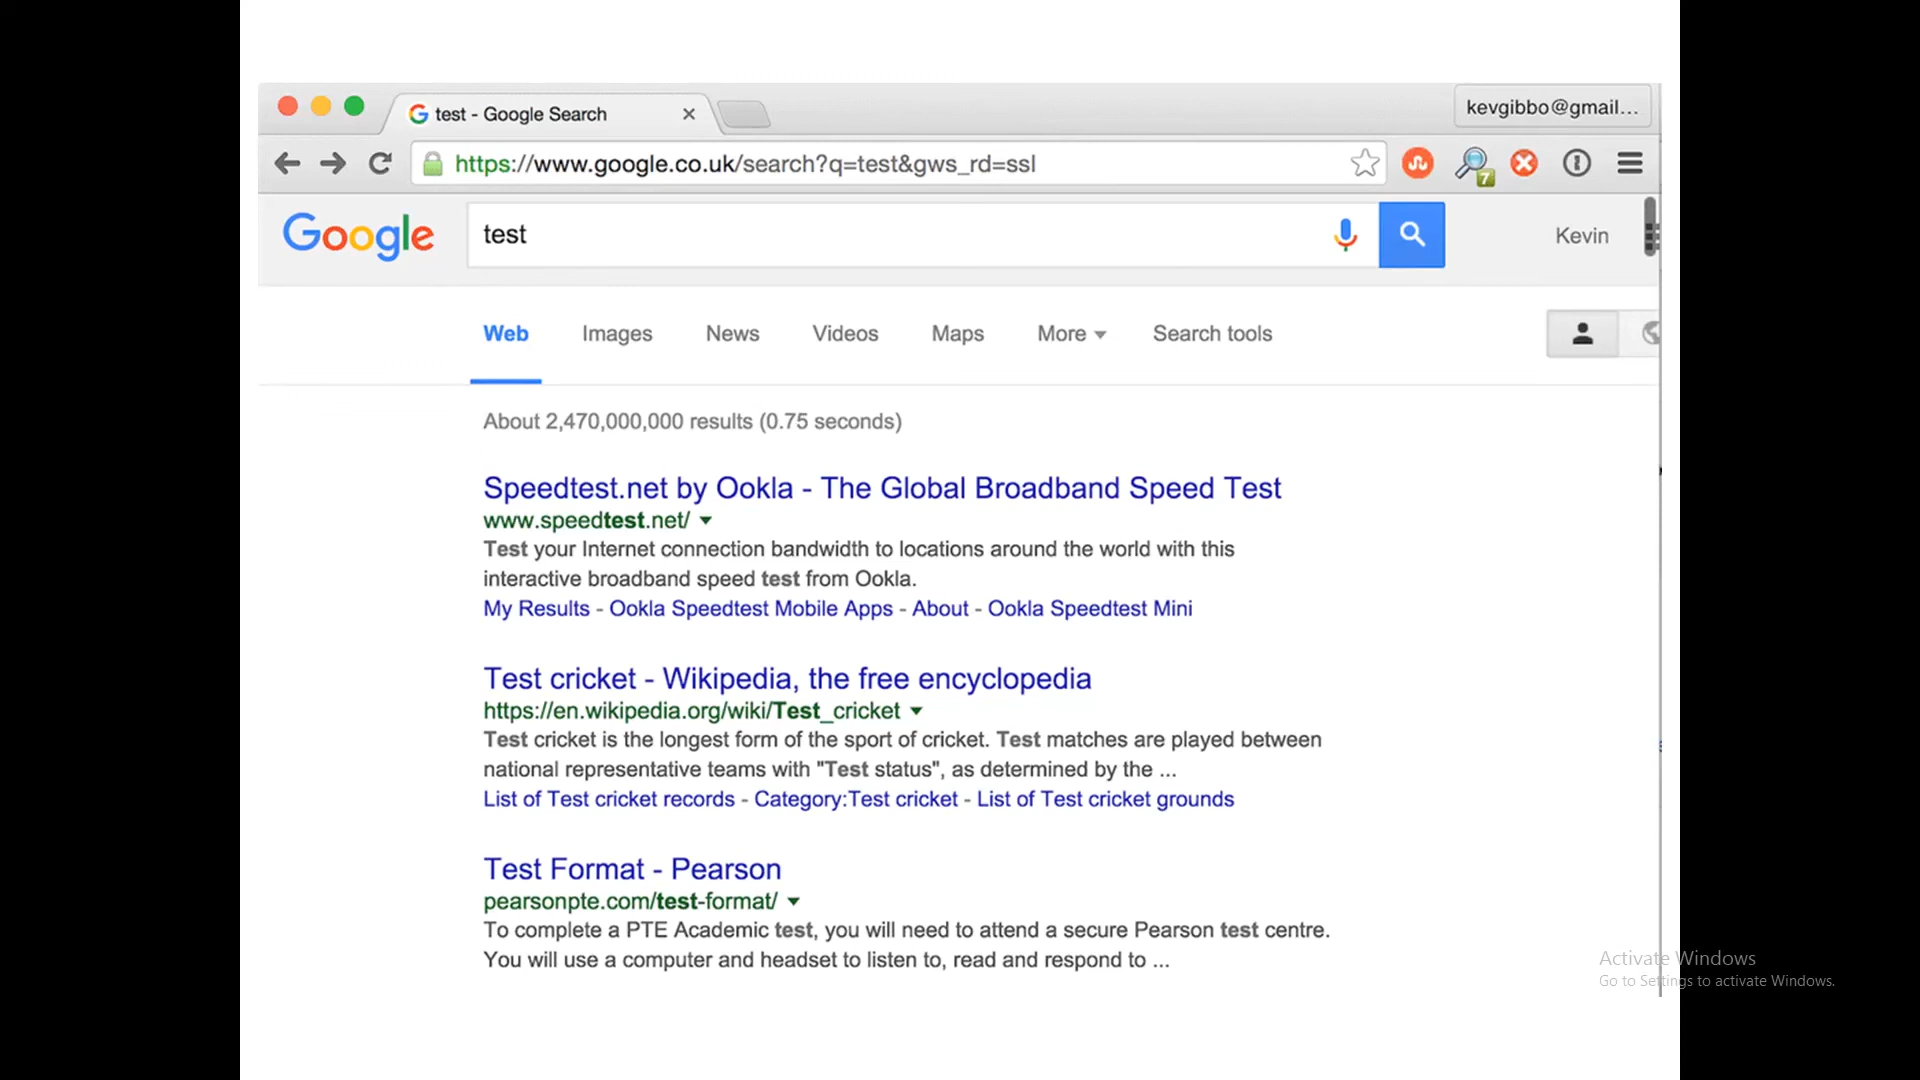 test - Google Search
kevgibbo@gmail...
https://www.google.co.uk/search?q=test&gws_rd=ssl
7
Google
test
Kevin
Web Images News Videos Maps More Search tools
About 2,470,000,000 results (0.75 seconds)
Speedtest.net by Ookla - The Global Broadband Speed Test
www.speedtest.net/
Test your Internet connection bandwidth to locations around the world with this
interactive broadband speed test from Ookla.
My Results - Ookla Speedtest Mobile Apps - About - Ookla Speedtest Mini
Test cricket - Wikipedia, the free encyclopedia
https://en.wikipedia.org/wiki/Test_cricket
Test cricket is the longest form of the sport of cricket. Test matches are played between
national representative teams with "Test status", as determined by the ...
List of Test cricket records - Category:Test cricket - List of Test cricket grounds
Test Format - Pearson
pearsonpte.com/test-format/
To complete a PTE Academic test, you will need to attend a secure Pearson test centre.
You will use a computer and headset to listen to, read and respond to ...
Activate Windows
Go to Settings to activate Windows.